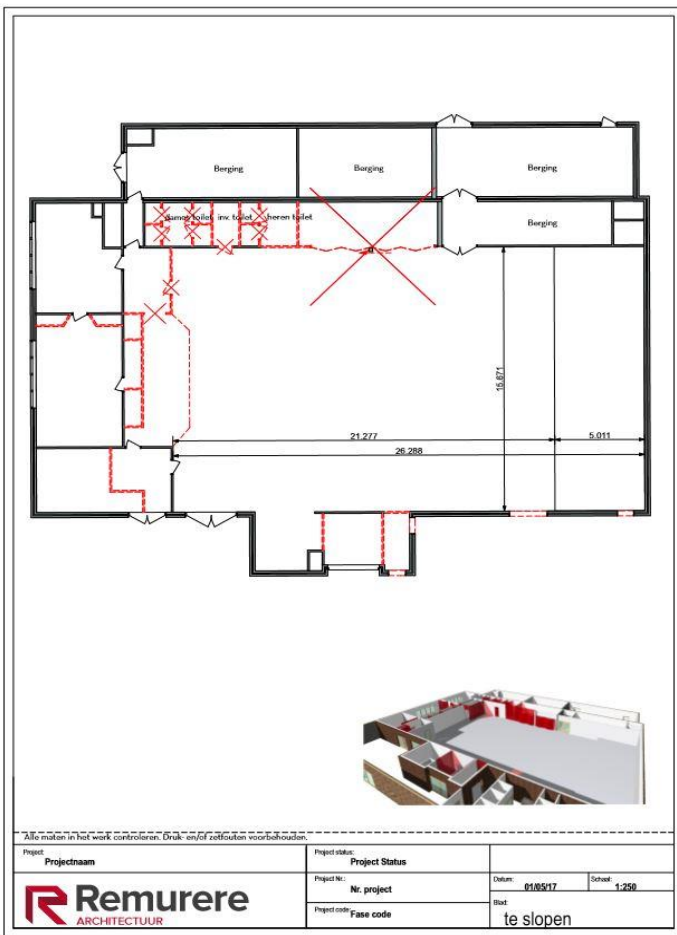 Berging
Berging
Berging
dames toilet
inv. toilet
heren toilet
Berging
15.671
21.277
5.011
26.288
Alle maten in het werk controleren. Druk- en/of zetfouten voorbehouden.
Project:
Projectnaam
Project status:
Project Status
Project Nr.:
Nr. project
Datum:
01/05/17
Schaal:
1:250
Project code:
Fase code
Blad:
te slopen
Remurere
ARCHITECTUUR